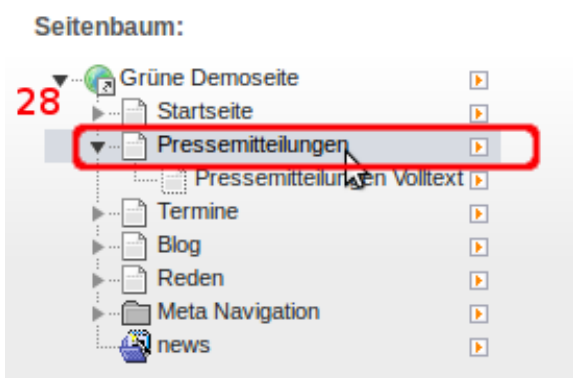 Seitenbaum:
Grüne Demoseite
28
Startseite
Pressemitteilungen
Pressemitteilungen Volltext
Termine
Blog
Reden
Meta Navigation
news